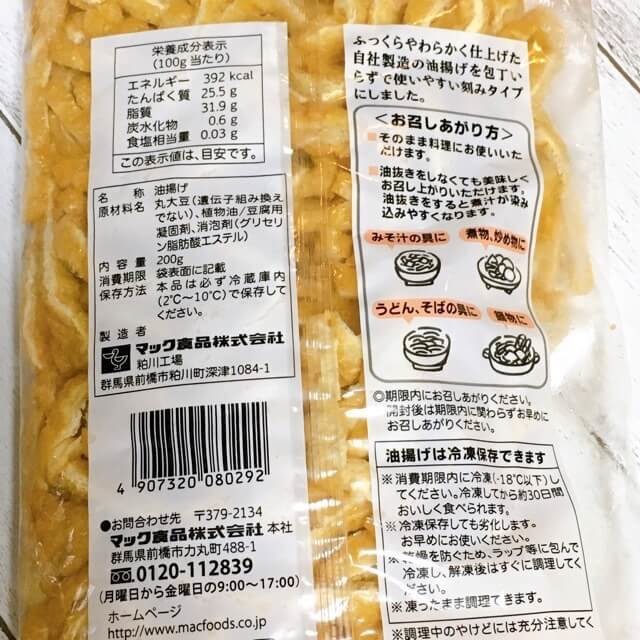 栄養成分表示
(100g当たり)
エネルギー 392 kcal
たんぱく質 25.5 g
脂質 31.9 g
炭水化物 0.6 g
食塩相当量 0.03 g
この表示値は、目安です。
名 称 油揚げ
原材料名 丸大豆(遺伝子組み換え
でない)、植物油/豆腐用
凝固剤、消泡剤(グリセリ
ン脂肪酸エステル)
内 容 量 200g
消費期限 袋表面に記載
保存方法 本品は必ず冷蔵庫内
(2℃〜10℃)で保存して
ください。
製 造 者
マック食品株式会社
粕川工場
群馬県前橋市粕川町深津1084-1
4 907320 080292
●お問合わせ先 〒379-2134
マック食品株式会社 本社
群馬県前橋市力丸町488-1
0120-112839
(月曜日から金曜日の9:00〜17:00)
ホームページ
http://www.macfoods.co.jp
ふっくらやわらかく仕上げた
自社製造の油揚げを包丁い
らずで使いやすい刻みタイプ
にしました。
<お召しあがり方>
■そのまま料理にお使いいた
だけます。
■油抜きをしなくても美味しく
お召し上がりいただけます。
油抜きをすると煮汁が染み
込みやすくなります。
みそ汁の具に
煮物、炒め物に
うどん、そばの具に
鍋物に
◎期限内にお召しあがりください。
開封後は期限内に関わらずお早めに
お召しあがりください。
油揚げは冷凍保存できます
※消費期限内に冷凍(-18℃以下)し
てください。冷凍してから約30日間
おいしく食べられます。
※冷凍保存しても劣化します。
お早めにお使いください。
※乾燥を防ぐため、ラップ等に包んで
冷凍し、解凍後はすぐに調理してく
ださい。
※凍ったまま調理できます。
※調理中のやけどには充分注意してく